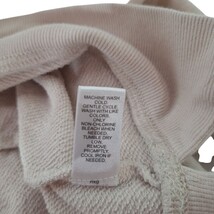 MACHINE WASH
COLD
GENTLE CYCLE
WASH WITH LIKE
COLORS
ONLY
NON-CHLORINE
BLEACH WHEN
NEEDED
TUMBLE DRY
LOW
REMOVE
PROMPTLY
COOL IRON IF
NEEDED.